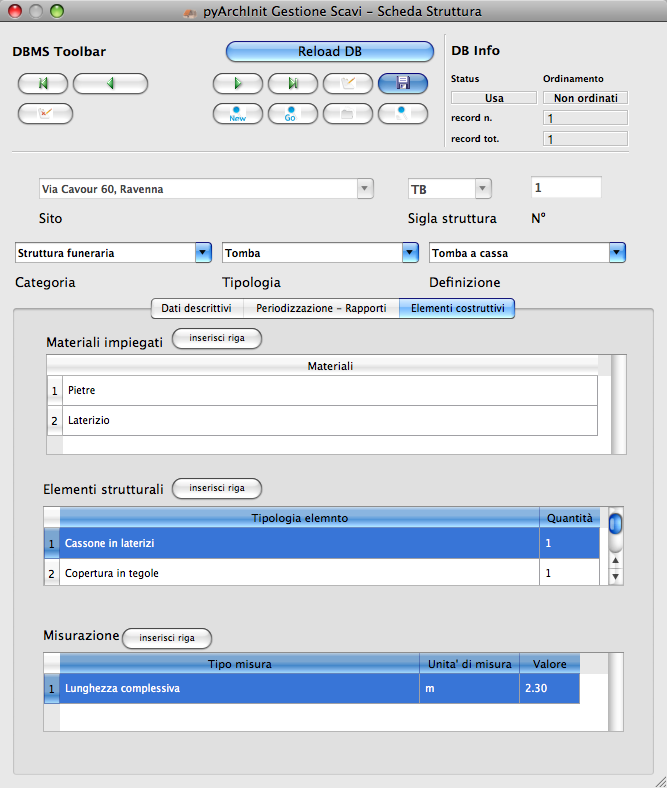 pyArchInit Gestione Scavi - Scheda Struttura
DBMS Toolbar
Reload DB
DB Info
Status
Ordinamento
Usa
Non ordinati
New
Go
record n.
1
record tot.
1
Via Cavour 60, Ravenna
TB
1
Sito
Sigla struttura
N°
Struttura funeraria
Tomba
Tomba a cassa
Categoria
Tipologia
Definizione
Dati descrittivi
Periodizzazione - Rapporti
Elementi costruttivi
Materiali impiegati
inserisci riga
Materiali
1 Pietre
2 Laterizio
Elementi strutturali
inserisci riga
Tipologia elemnto Quantità
1 Cassone in laterizi 1
2 Copertura in tegole 1
Misurazione
inserisci riga
Tipo misura Unita' di misura Valore
1 Lunghezza complessiva m 2.30